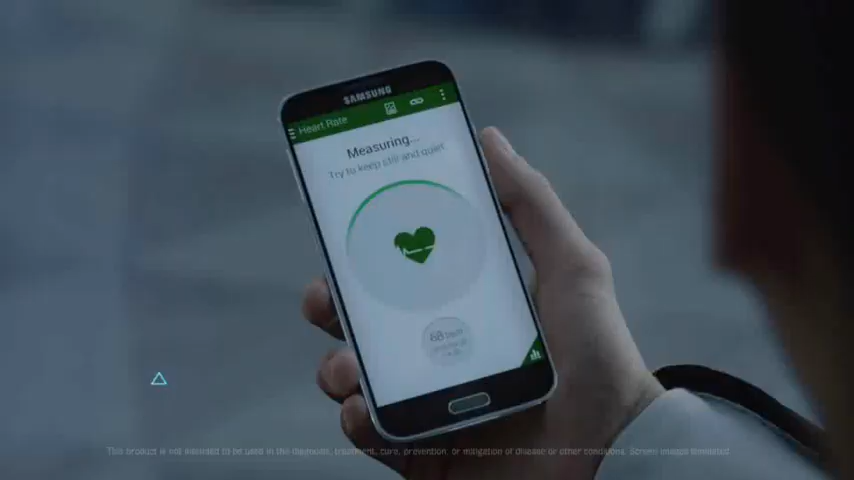 SAMSUNG
Heart Rate
Measuring...
Try to keep still and quiet.
68 bpm
This product is not intended to be used in the diagnosis, treatment, cure, prevention, or mitigation of disease or other conditions. Screen images simulated.